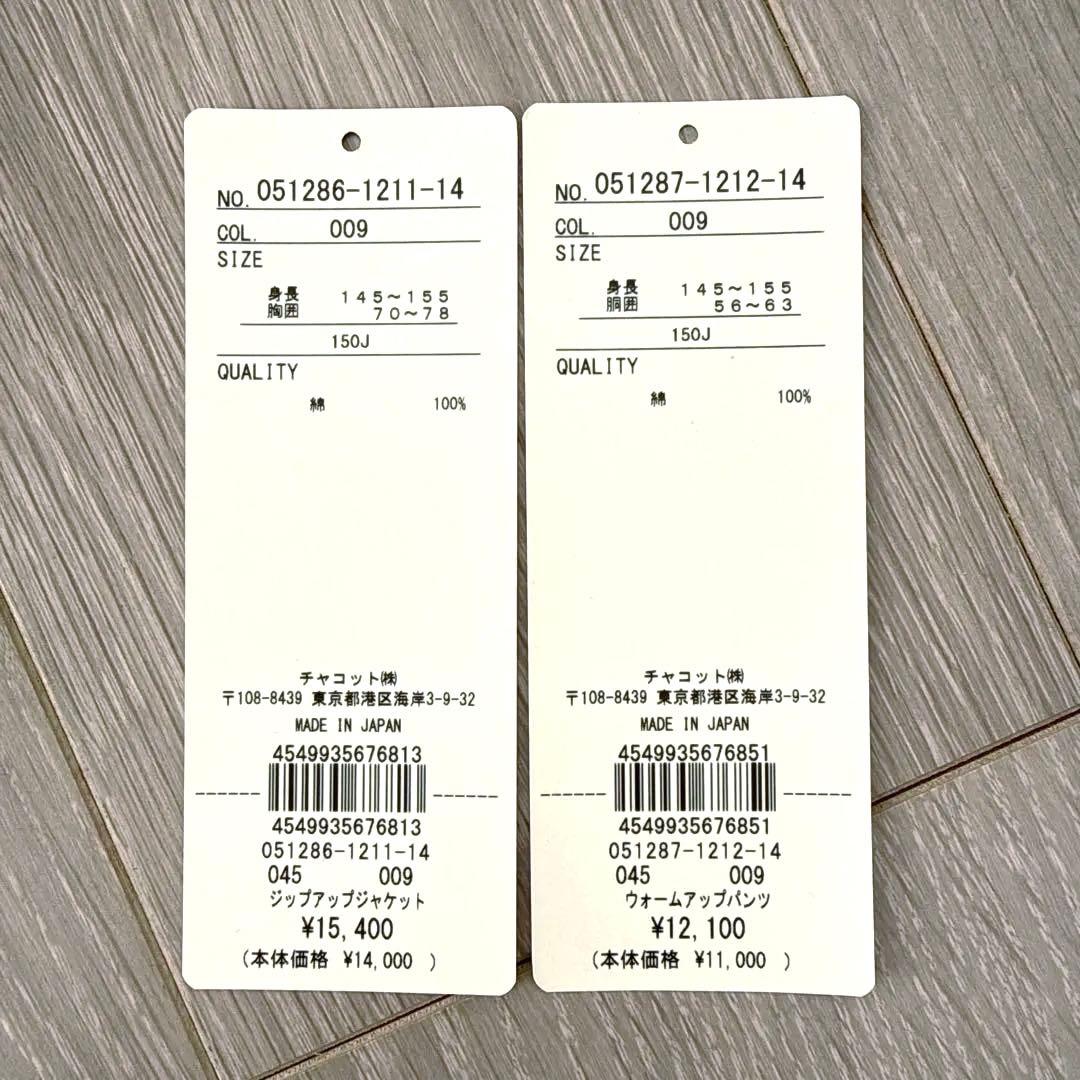 NO. 051286-1211-14
COL. 009
SIZE
身長 145～155
胸囲 70～78
150J
QUALITY
綿 100%
チャコット㈱
〒108-8439 東京都港区海岸3-9-32
MADE IN JAPAN
4549935676813
4549935676813
051286-1211-14
045 009
ジップアップジャケット
¥15,400
(本体価格 ¥14,000 )
NO. 051287-1212-14
COL. 009
SIZE
身長 145～155
胴囲 56～63
150J
QUALITY
綿 100%
チャコット㈱
〒108-8439 東京都港区海岸3-9-32
MADE IN JAPAN
4549935676851
4549935676851
051287-1212-14
045 009
ウォームアップパンツ
¥12,100
(本体価格 ¥11,000 )